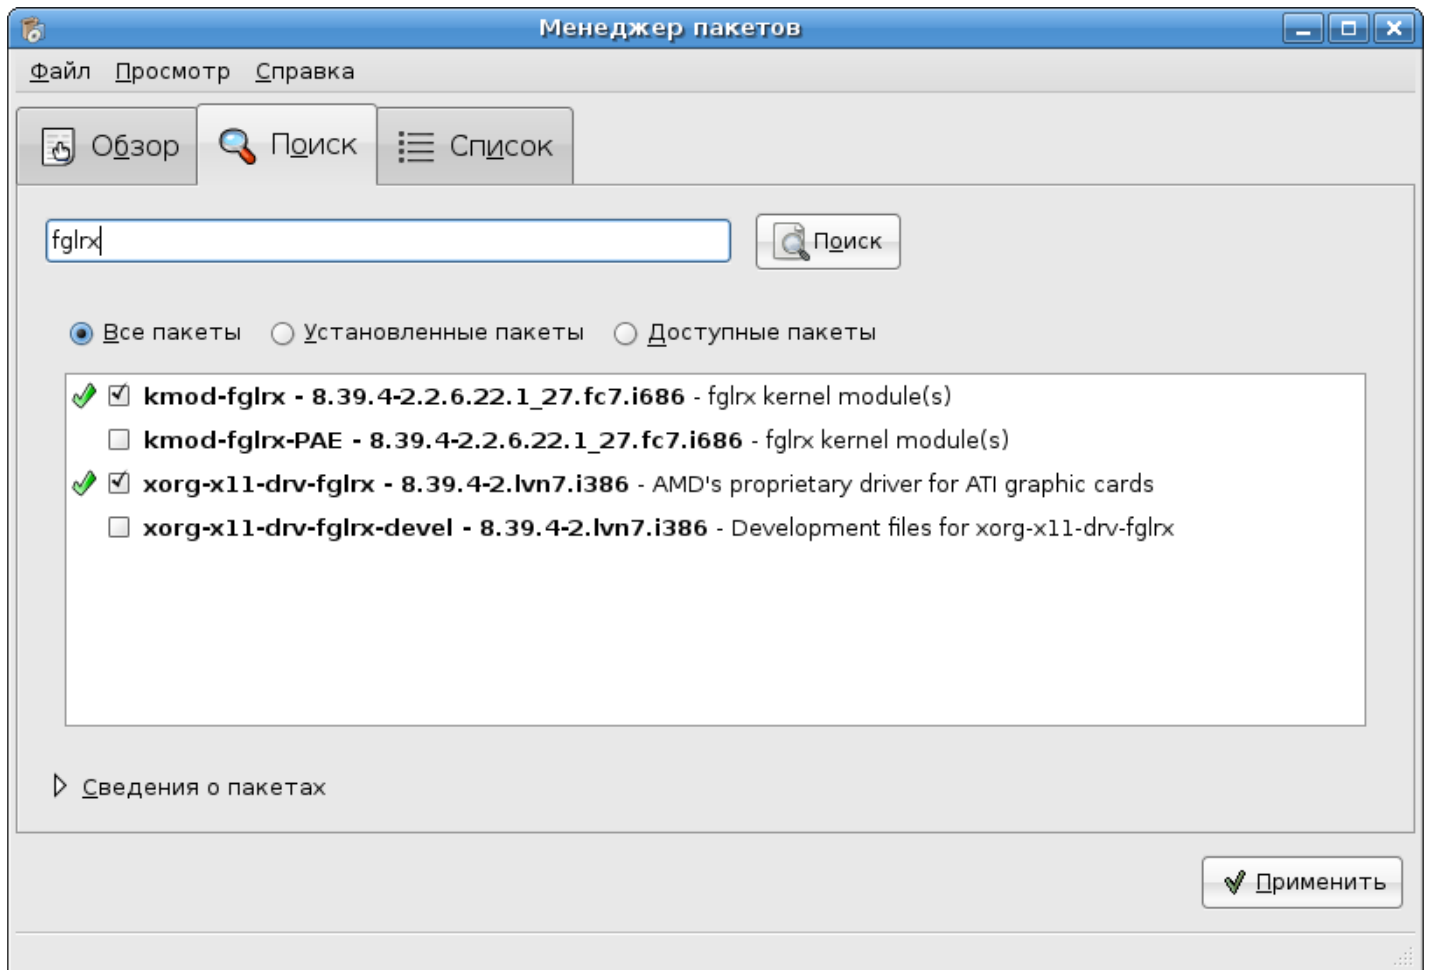 Менеджер пакетов
Файл Просмотр Справка
Обзор Поиск Список
fglrx Поиск
Все пакеты Установленные пакеты Доступные пакеты
kmod-fglrx - 8.39.4-2.2.6.22.1_27.fc7.i686 - fglrx kernel module(s)
kmod-fglrx-PAE - 8.39.4-2.2.6.22.1_27.fc7.i686 - fglrx kernel module(s)
xorg-x11-drv-fglrx - 8.39.4-2.lvn7.i386 - AMD's proprietary driver for ATI graphic cards
xorg-x11-drv-fglrx-devel - 8.39.4-2.lvn7.i386 - Development files for xorg-x11-drv-fglrx
Сведения о пакетах
Применить